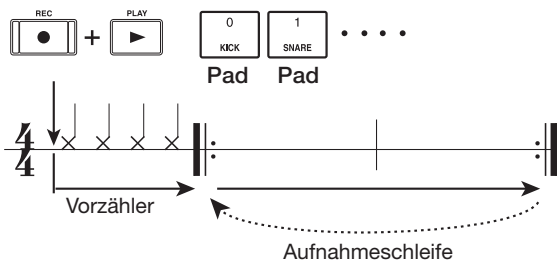 REC PLAY
+ 0 1 . . . .
KICK SNARE
Pad Pad
4
4
Vorzähler
Aufnahmeschleife